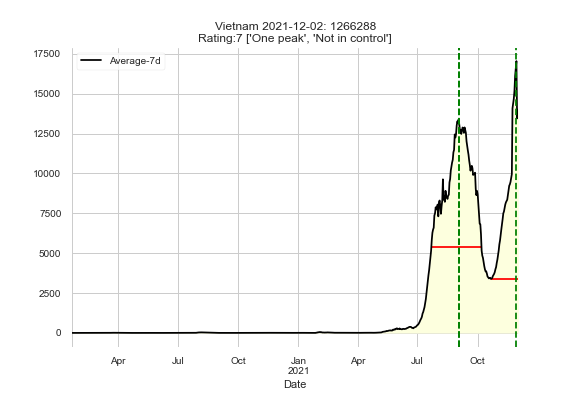 Vietnam 2021-12-02: 1266288
Rating:7 ['One peak', 'Not in control']
Average-7d
17500
15000
12500
10000
7500
5000
2500
0
Apr Jul Oct Jan Apr Jul Oct
2021
Date